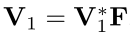 𝐕₁ = 𝐕₁*𝐅